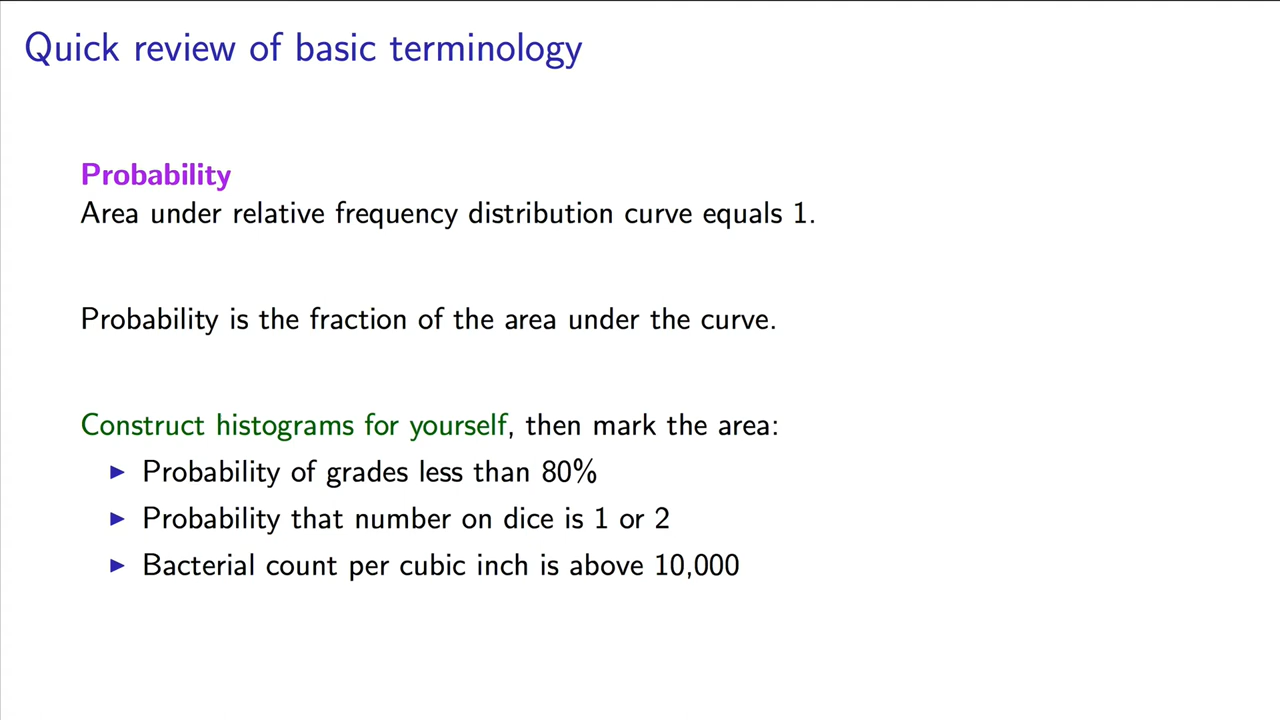 Quick review of basic terminology
Probability
Area under relative frequency distribution curve equals 1.
Probability is the fraction of the area under the curve.
Construct histograms for yourself, then mark the area:
▶ Probability of grades less than 80%
▶ Probability that number on dice is 1 or 2
▶ Bacterial count per cubic inch is above 10,000